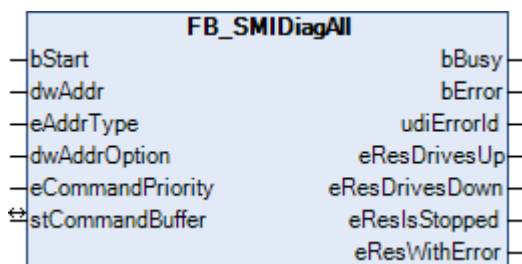 FB_SMIDiagAll
bStart bBusy
dwAddr bError
eAddrType udiErrorId
dwAddrOption eResDrivesUp
eCommandPriority eResDrivesDown
stCommandBuffer eResIsStopped
eResWithError